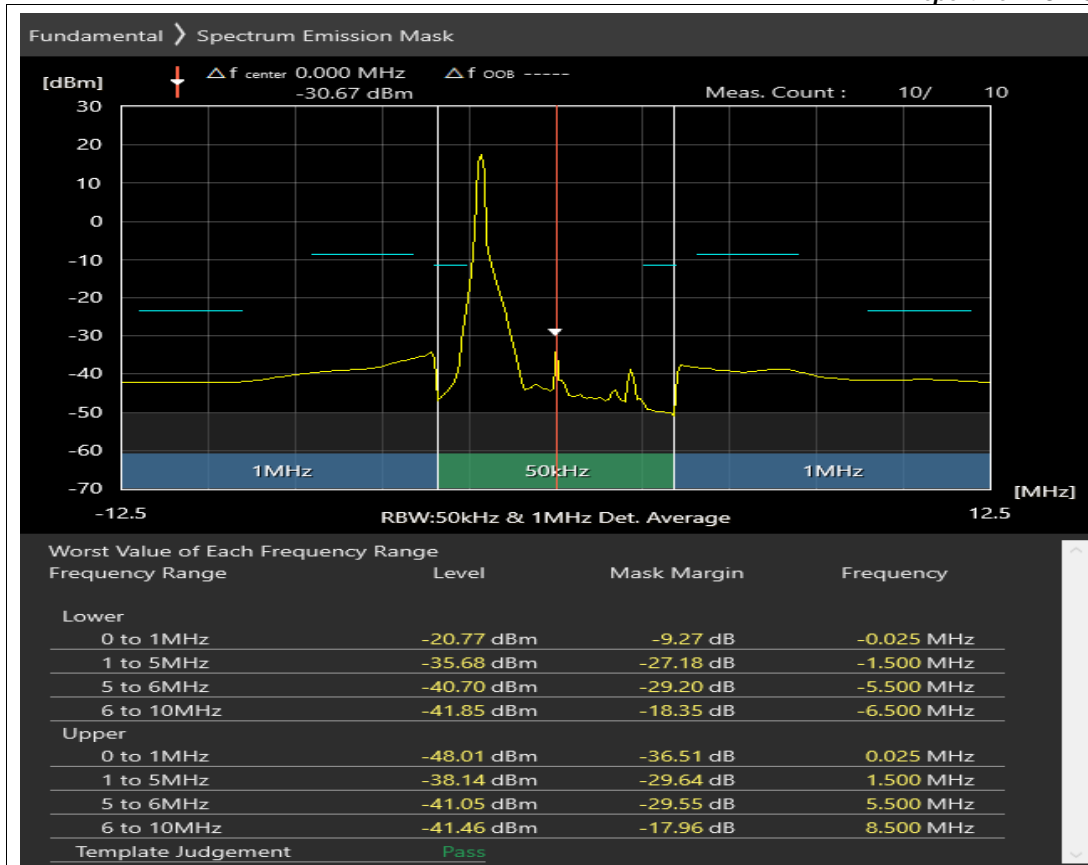 Fundamental 》 Spectrum Emission Mask
[dBm] △ f center 0.000 MHz △ f OOB -----
-30.67 dBm Meas. Count : 10/ 10
30
20
10
0
-10
-20
-30
-40
-50
-60
-70
1MHz 50kHz 1MHz
[MHz]
-12.5 RBW:50kHz & 1MHz Det. Average 12.5
Worst Value of Each Frequency Range
Frequency Range Level Mask Margin Frequency
Lower
0 to 1MHz -20.77 dBm -9.27 dB -0.025 MHz
1 to 5MHz -35.68 dBm -27.18 dB -1.500 MHz
5 to 6MHz -40.70 dBm -29.20 dB -5.500 MHz
6 to 10MHz -41.85 dBm -18.35 dB -6.500 MHz
Upper
0 to 1MHz -48.01 dBm -36.51 dB 0.025 MHz
1 to 5MHz -38.14 dBm -29.64 dB 1.500 MHz
5 to 6MHz -41.05 dBm -29.55 dB 5.500 MHz
6 to 10MHz -41.46 dBm -17.96 dB 8.500 MHz
Template Judgement Pass